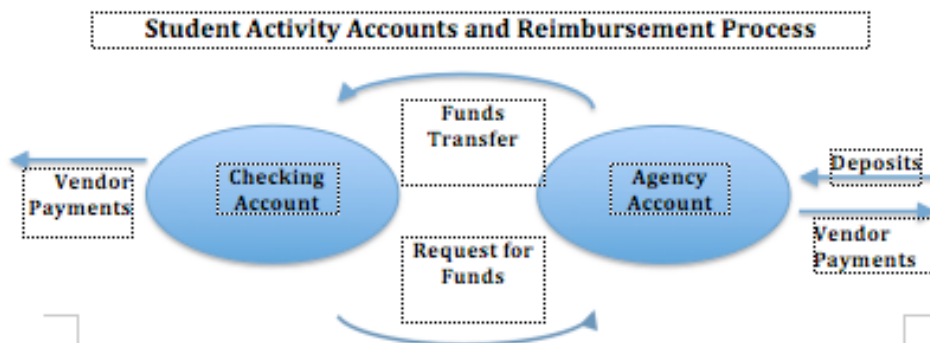 Student Activity Accounts and Reimbursement Process
Funds
Transfer
Vendor
Payments
Checking
Account
Agency
Account
Deposits
Vendor
Payments
Request for
Funds